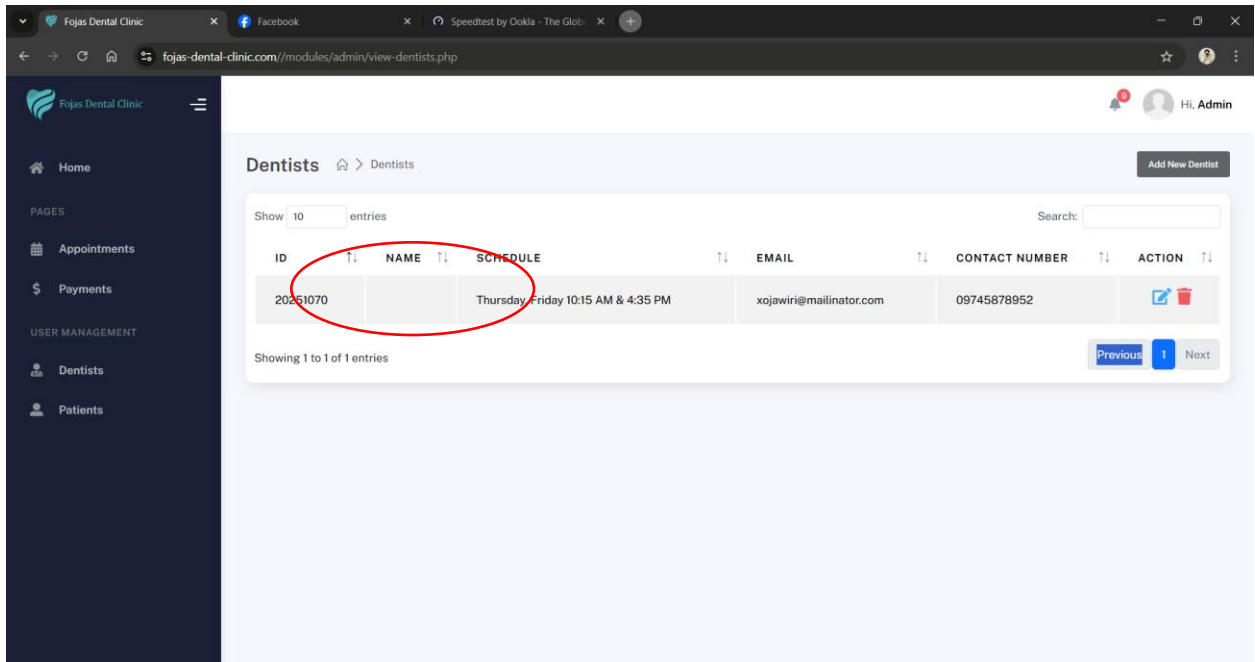 Fojas Dental Clinic
Facebook
Speedtest by Ookla - The Glob
fojas-dental-clinic.com//modules/admin/view-dentists.php
Fojas Dental Clinic
9
Hi, Admin
Home
PAGES
Appointments
Payments
USER MANAGEMENT
Dentists
Patients
Dentists > Dentists
Add New Dentist
Show 10 entries
Search:
ID NAME SCHEDULE EMAIL CONTACT NUMBER ACTION
20251070 Thursday, Friday 10:15 AM & 4:35 PM xojawiri@mailinator.com 09745878952
Showing 1 to 1 of 1 entries
Previous 1 Next